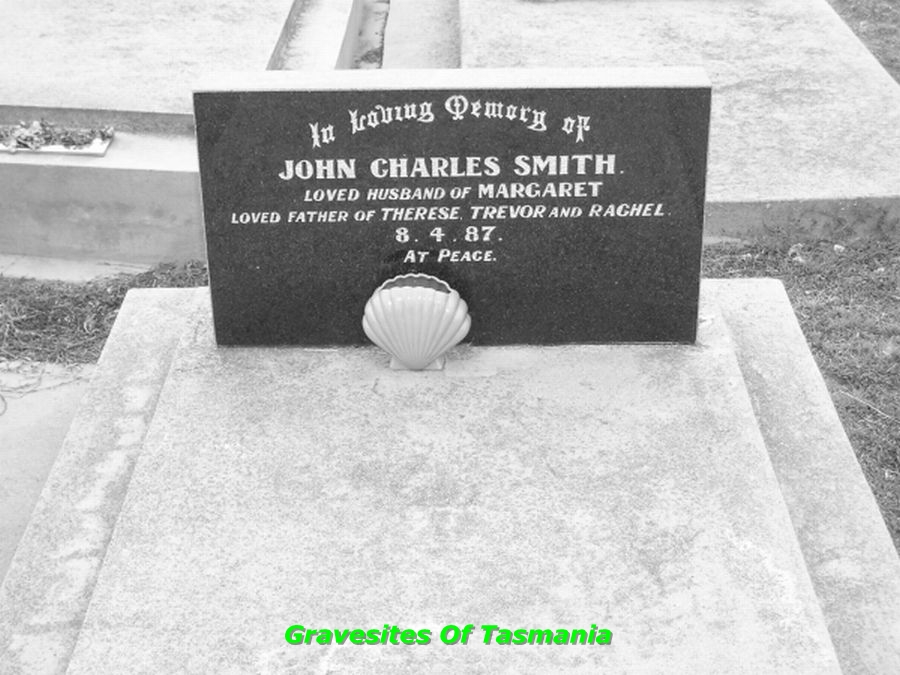 In Loving Memory of
JOHN CHARLES SMITH.
LOVED HUSBAND OF MARGARET
LOVED FATHER OF THERESE, TREVOR AND RACHEL.
8. 4. 87.
AT PEACE.
Gravesites Of Tasmania